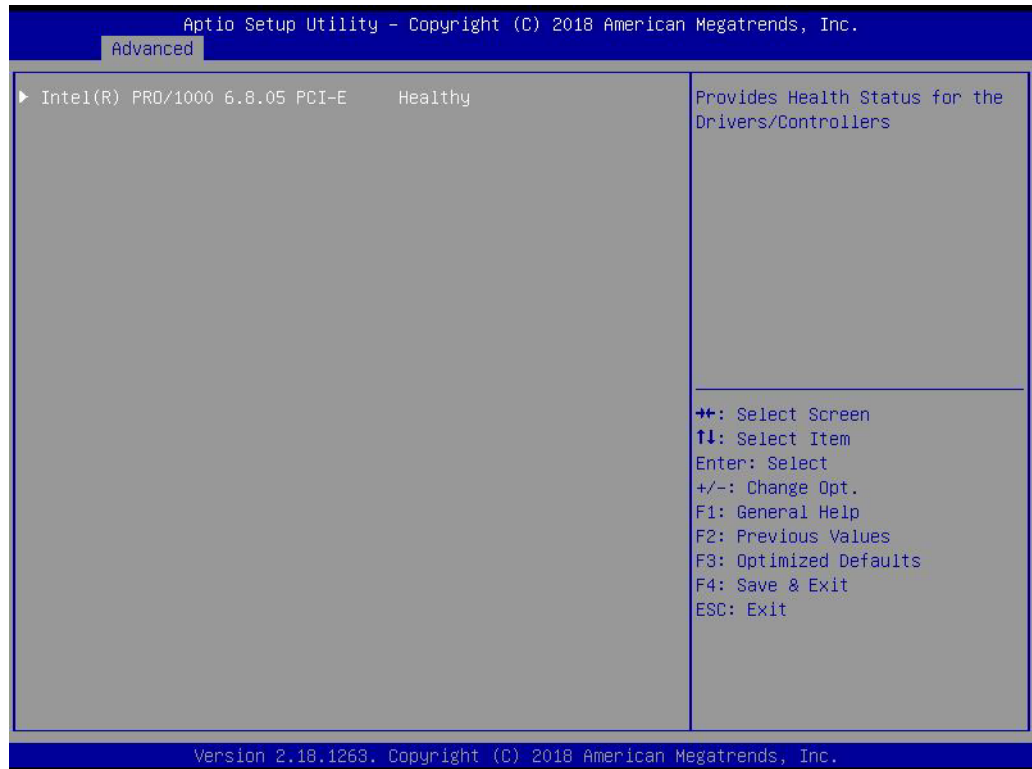 Aptio Setup Utility – Copyright (C) 2018 American Megatrends, Inc.
Advanced
▶ Intel(R) PRO/1000 6.8.05 PCI-E Healthy
Provides Health Status for the
Drivers/Controllers
→←: Select Screen
↑↓: Select Item
Enter: Select
+/-: Change Opt.
F1: General Help
F2: Previous Values
F3: Optimized Defaults
F4: Save & Exit
ESC: Exit
Version 2.18.1263. Copyright (C) 2018 American Megatrends, Inc.